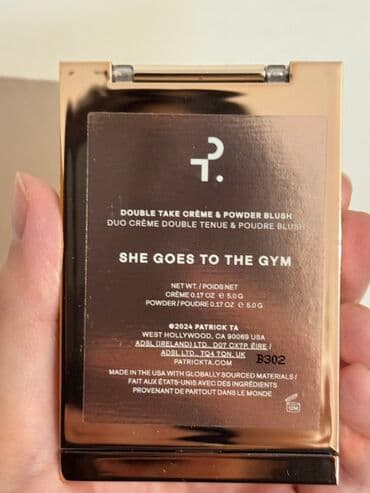 DOUBLE TAKE CRÈME & POWDER BLUSH
DUO CRÈME DOUBLE TENUE & POUDRE BLUSH
SHE GOES TO THE GYM
NET WT. / POIDS NET
CRÈME 0.17 OZ ℮ 5.0 G
POWDER / POUDRE 0.17 OZ ℮ 5.0 G
©2024 PATRICK TA
WEST HOLLYWOOD, CA 90069 USA
ADSL (IRELAND) LTD. D07 CXTP. ÉIRE /
ADSL LTD., TQ4 7QN, UK
PATRICKTA.COM
B302
MADE IN THE USA WITH GLOBALLY SOURCED MATERIALS /
FAIT AUX ÉTATS-UNIS AVEC DES INGRÉDIENTS
PROVENANT DE PARTOUT DANS LE MONDE
12M